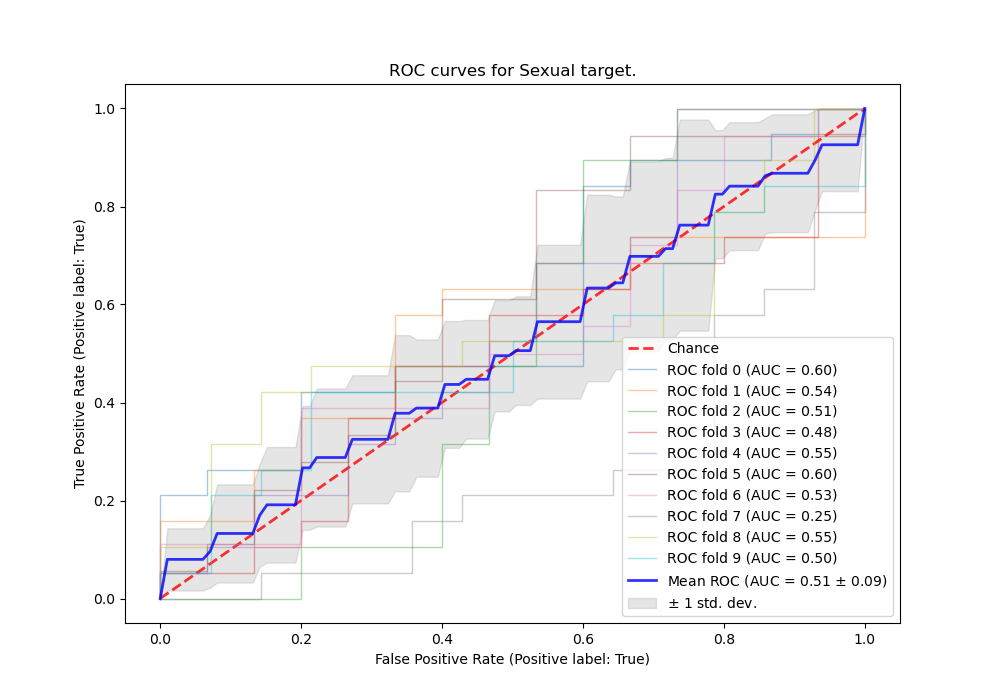 ROC curves for Sexual target.
True Positive Rate (Positive label: True)
1.0
0.8
0.6
0.4
0.2
0.0
0.0 0.2 0.4 0.6 0.8 1.0
False Positive Rate (Positive label: True)
Chance
ROC fold 0 (AUC = 0.60)
ROC fold 1 (AUC = 0.54)
ROC fold 2 (AUC = 0.51)
ROC fold 3 (AUC = 0.48)
ROC fold 4 (AUC = 0.55)
ROC fold 5 (AUC = 0.60)
ROC fold 6 (AUC = 0.53)
ROC fold 7 (AUC = 0.25)
ROC fold 8 (AUC = 0.55)
ROC fold 9 (AUC = 0.50)
Mean ROC (AUC = 0.51 ± 0.09)
± 1 std. dev.